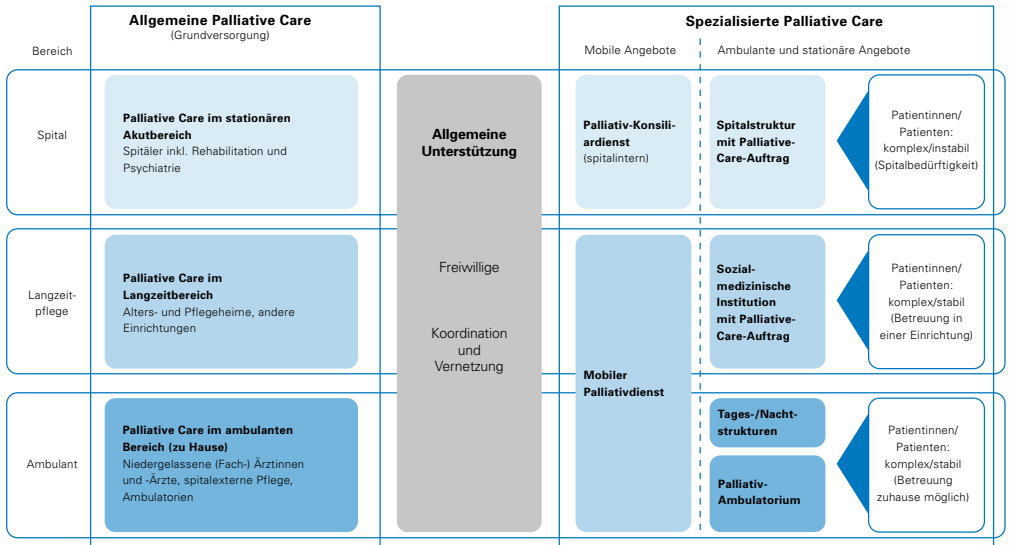 Allgemeine Palliative Care
(Grundversorgung)
Spezialisierte Palliative Care
Bereich
Mobile Angebote
Ambulante und stationäre Angebote
Spital
Palliative Care im stationären
Akutbereich
Spitäler inkl. Rehabilitation und
Psychiatrie
Allgemeine
Unterstützung
Freiwillige
Koordination
und
Vernetzung
Palliativ-Konsili-
ardienst
(spitalintern)
Spitalstruktur
mit Palliative-
Care-Auftrag
Patientinnen/
Patienten:
komplex/instabil
(Spitalbedürftigkeit)
Langzeit-
pflege
Palliative Care im
Langzeitbereich
Alters- und Pflegeheime, andere
Einrichtungen
Mobiler
Palliativdienst
Sozial-
medizinische
Institution
mit Palliative-
Care-Auftrag
Patientinnen/
Patienten:
komplex/stabil
(Betreuung in
einer Einrichtung)
Ambulant
Palliative Care im ambulanten
Bereich (zu Hause)
Niedergelassene (Fach-) Ärztinnen
und -Ärzte, spitalexterne Pflege,
Ambulatorien
Tages-/Nacht-
strukturen
Palliativ-
Ambulatorium
Patientinnen/
Patienten:
komplex/stabil
(Betreuung
zuhause möglich)